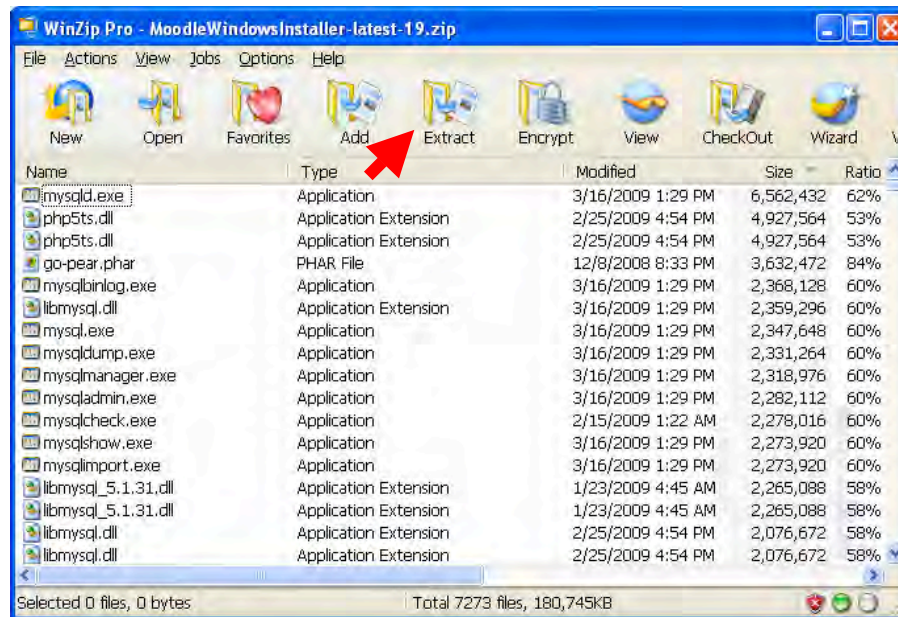 WinZip Pro - MoodleWindowsInstaller-latest-19.zip
File Actions View Jobs Options Help
New Open Favorites Add Extract Encrypt View CheckOut Wizard
Name Type Modified Size Ratio
mysqld.exe Application 3/16/2009 1:29 PM 6,562,432 62%
php5ts.dll Application Extension 2/25/2009 4:54 PM 4,927,564 53%
php5ts.dll Application Extension 2/25/2009 4:54 PM 4,927,564 53%
go-pear.phar PHAR File 12/8/2008 8:33 PM 3,632,472 84%
mysqlbinlog.exe Application 3/16/2009 1:29 PM 2,368,128 60%
libmysql.dll Application Extension 3/16/2009 1:29 PM 2,359,296 60%
mysql.exe Application 3/16/2009 1:29 PM 2,347,648 60%
mysqldump.exe Application 3/16/2009 1:29 PM 2,331,264 60%
mysqlmanager.exe Application 3/16/2009 1:29 PM 2,318,976 60%
mysqladmin.exe Application 3/16/2009 1:29 PM 2,282,112 60%
mysqlcheck.exe Application 2/15/2009 1:22 AM 2,278,016 60%
mysqlshow.exe Application 3/16/2009 1:29 PM 2,273,920 60%
mysqlimport.exe Application 3/16/2009 1:29 PM 2,273,920 60%
libmysql_5.1.31.dll Application Extension 1/23/2009 4:45 AM 2,265,088 58%
libmysql_5.1.31.dll Application Extension 1/23/2009 4:45 AM 2,265,088 58%
libmysql.dll Application Extension 2/25/2009 4:54 PM 2,076,672 58%
libmysql.dll Application Extension 2/25/2009 4:54 PM 2,076,672 58%
Selected 0 files, 0 bytes Total 7273 files, 180,745KB